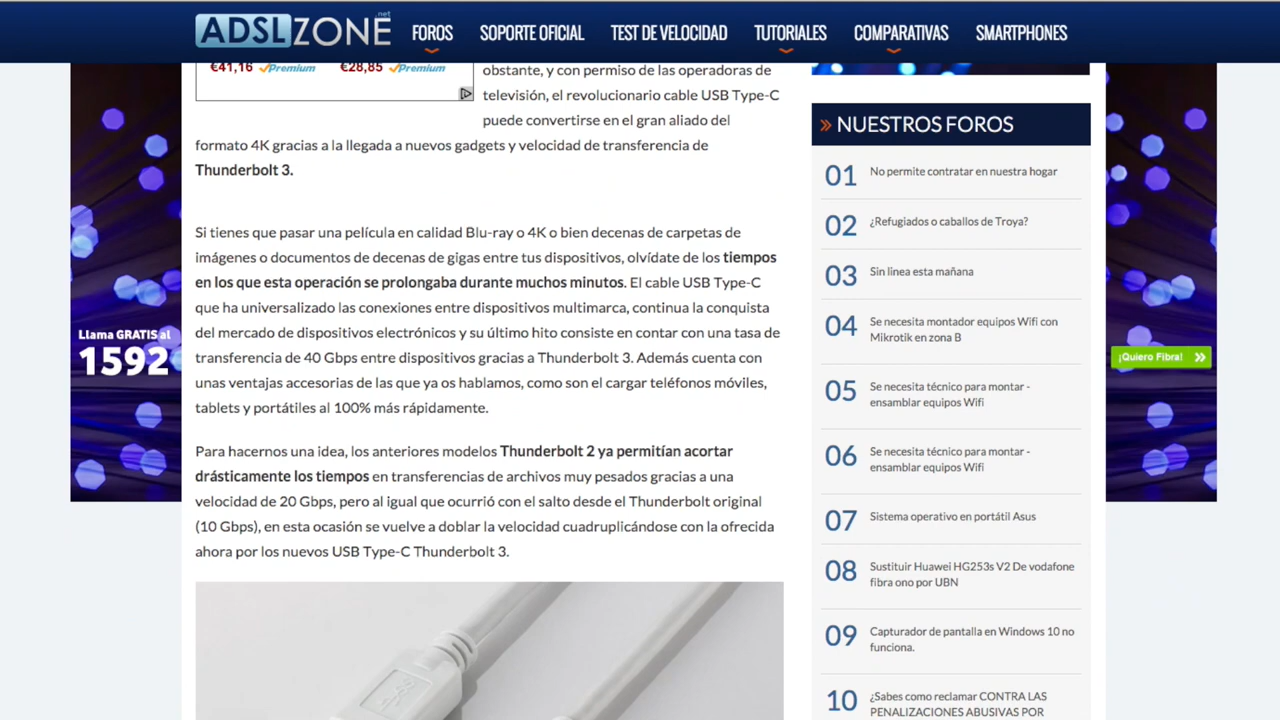 ADSLZONE.net
FOROS
SOPORTE OFICIAL
TEST DE VELOCIDAD
TUTORIALES
COMPARATIVAS
SMARTPHONES
€41,16 Premium
€28,85 Premium
obstante, y con permiso de las operadoras de
televisión, el revolucionario cable USB Type-C
puede convertirse en el gran aliado del
formato 4K gracias a la llegada a nuevos gadgets y velocidad de transferencia de
Thunderbolt 3.
Si tienes que pasar una película en calidad Blu-ray o 4K o bien decenas de carpetas de
imágenes o documentos de decenas de gigas entre tus dispositivos, olvídate de los tiempos
en los que esta operación se prolongaba durante muchos minutos. El cable USB Type-C
que ha universalizado las conexiones entre dispositivos multimarca, continua la conquista
del mercado de dispositivos electrónicos y su último hito consiste en contar con una tasa de
transferencia de 40 Gbps entre dispositivos gracias a Thunderbolt 3. Además cuenta con
unas ventajas accesorias de las que ya os hablamos, como son el cargar teléfonos móviles,
tablets y portátiles al 100% más rápidamente.
Para hacernos una idea, los anteriores modelos Thunderbolt 2 ya permitían acortar
drásticamente los tiempos en transferencias de archivos muy pesados gracias a una
velocidad de 20 Gbps, pero al igual que ocurrió con el salto desde el Thunderbolt original
(10 Gbps), en esta ocasión se vuelve a doblar la velocidad cuadruplicándose con la ofrecida
ahora por los nuevos USB Type-C Thunderbolt 3.
Llama GRATIS al
1592
» NUESTROS FOROS
01 No permite contratar en nuestra hogar
02 ¿Refugiados o caballos de Troya?
03 Sin linea esta mañana
04 Se necesita montador equipos Wifi con
Mikrotik en zona B
05 Se necesita técnico para montar -
ensamblar equipos Wifi
06 Se necesita técnico para montar -
ensamblar equipos Wifi
07 Sistema operativo en portátil Asus
08 Sustituir Huawei HG253s V2 De vodafone
fibra ono por UBN
09 Capturador de pantalla en Windows 10 no
funciona.
10 ¿Sabes como reclamar CONTRA LAS
PENALIZACIONES ABUSIVAS POR
¡Quiero Fibra! »